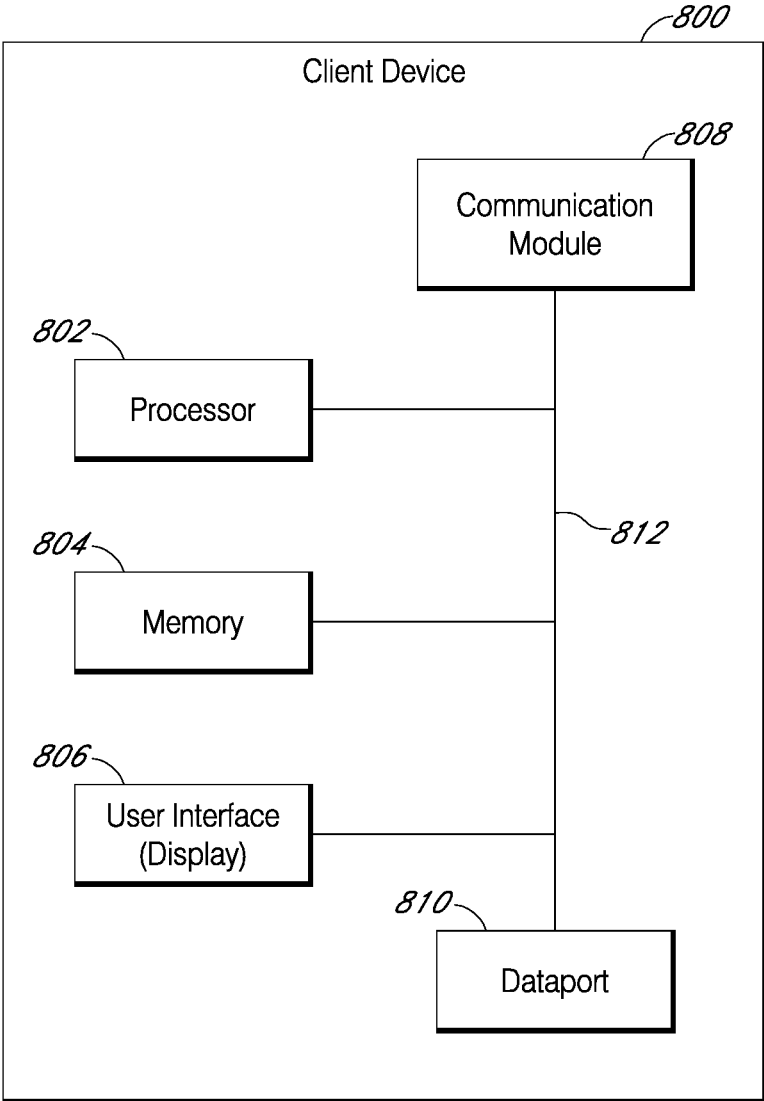 800
Client Device
808
Communication
Module
802
Processor
812
804
Memory
806
User Interface
(Display)
810
Dataport